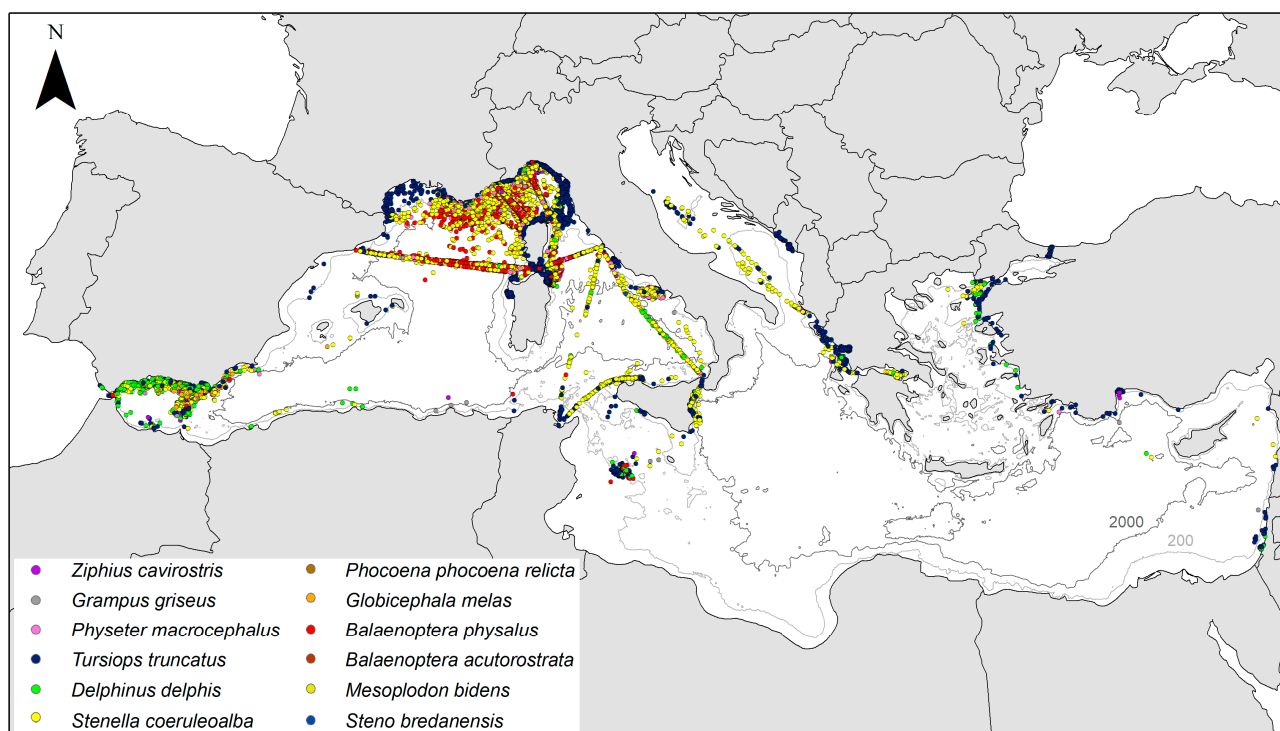 N
2000
200
Ziphius cavirostris
Grampus griseus
Physeter macrocephalus
Tursiops truncatus
Delphinus delphis
Stenella coeruleoalba
Phocoena phocoena relicta
Globicephala melas
Balaenoptera physalus
Balaenoptera acutorostrata
Mesoplodon bidens
Steno bredanensis